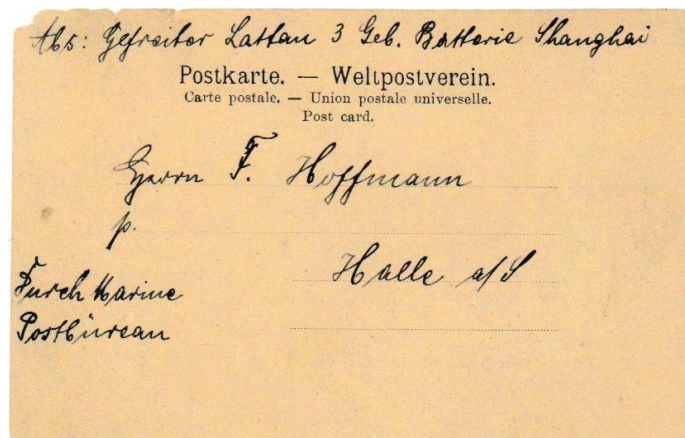 Abs: Gefreiter Lattau 3 Geb. Batterie Shanghai
Postkarte. — Weltpostverein.
Carte postale. — Union postale universelle.
Post card.
Herrn F. Hoffmann
p.
Halle a/S
Durch Marine
Postbüreau